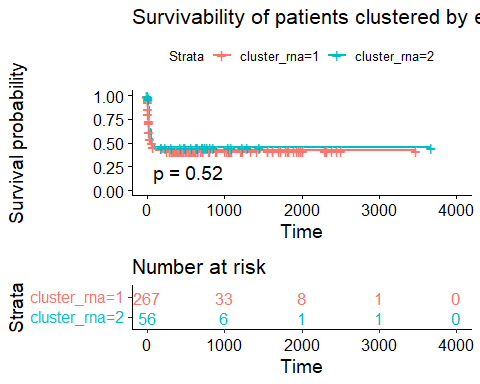 Survivability of patients clustered by e
Strata cluster_rna=1 cluster_rna=2
Survival probability
1.00
0.75
0.50
0.25
0.00
p = 0.52
0 1000 2000 3000 4000
Time
Number at risk
Strata
cluster_rna=1 267 33 8 1 0
cluster_rna=2 56 6 1 1 0
0 1000 2000 3000 4000
Time